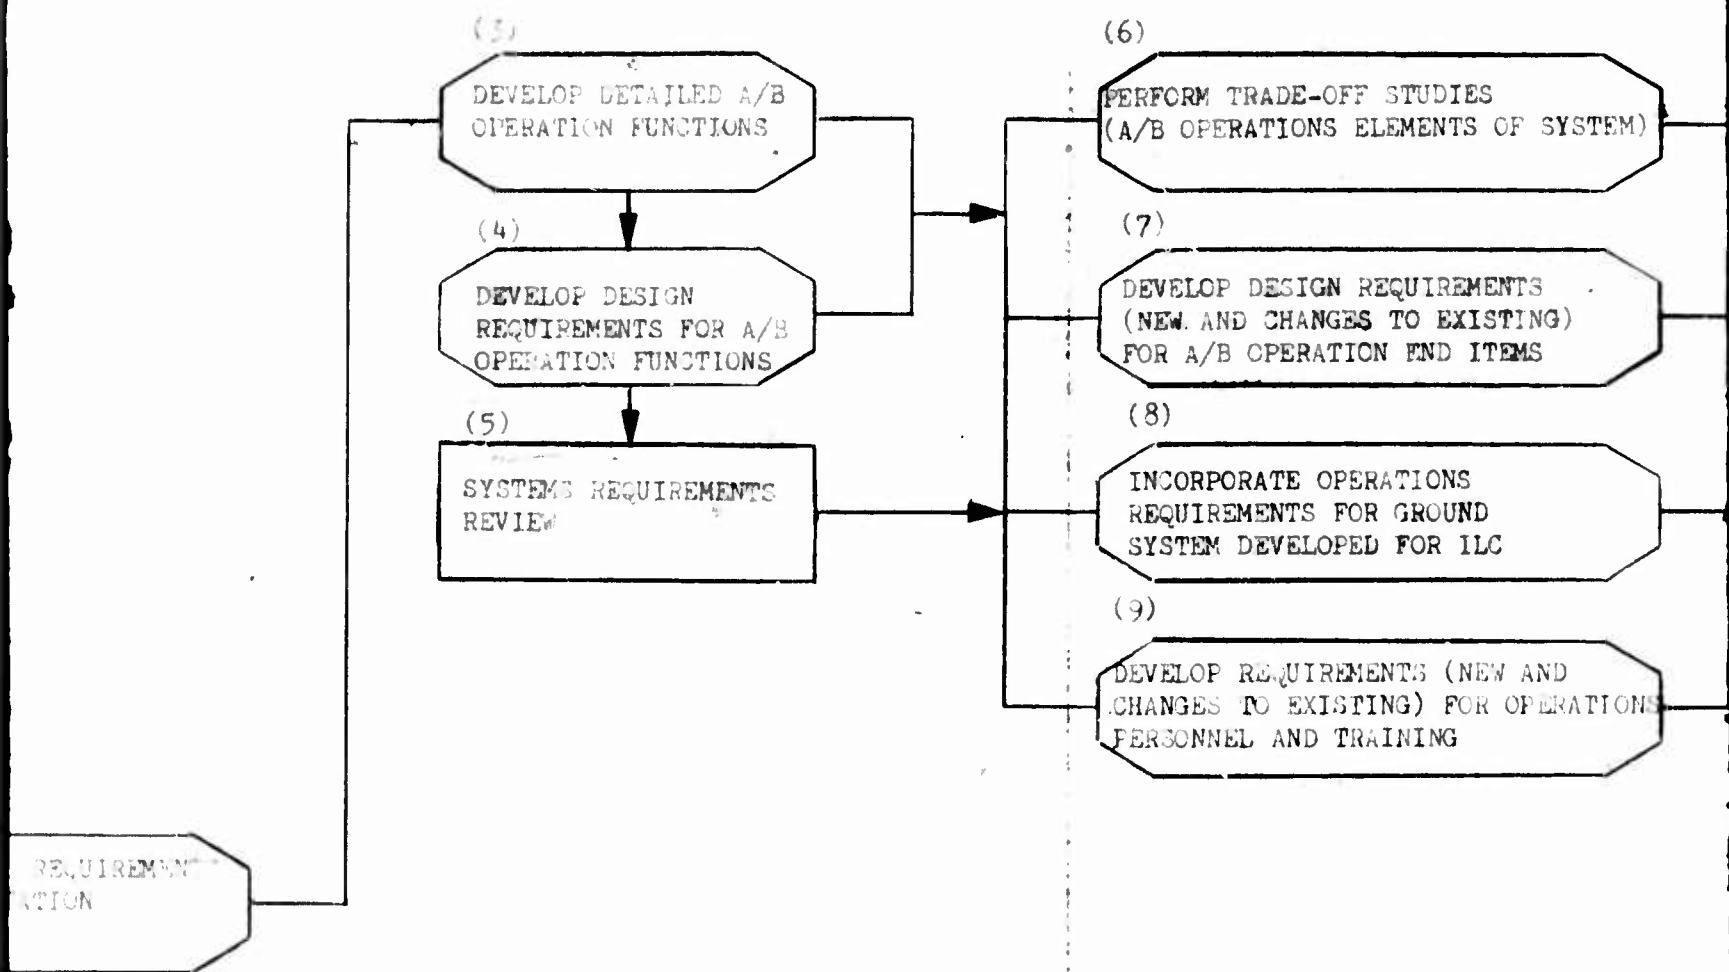 (3)
DEVELOP DETAILED A/B
OPERATION FUNCTIONS
(4)
DEVELOP DESIGN
REQUIREMENTS FOR A/B
OPERATION FUNCTIONS
(5)
SYSTEMS REQUIREMENTS
REVIEW
(6)
PERFORM TRADE-OFF STUDIES
(A/B OPERATIONS ELEMENTS OF SYSTEM)
(7)
DEVELOP DESIGN REQUIREMENTS
(NEW AND CHANGES TO EXISTING)
FOR A/B OPERATION END ITEMS
(8)
INCORPORATE OPERATIONS
REQUIREMENTS FOR GROUND
SYSTEM DEVELOPED FOR ILC
(9)
DEVELOP REQUIREMENTS (NEW AND
CHANGES TO EXISTING) FOR OPERATIONS
PERSONNEL AND TRAINING
REQUIREMENT